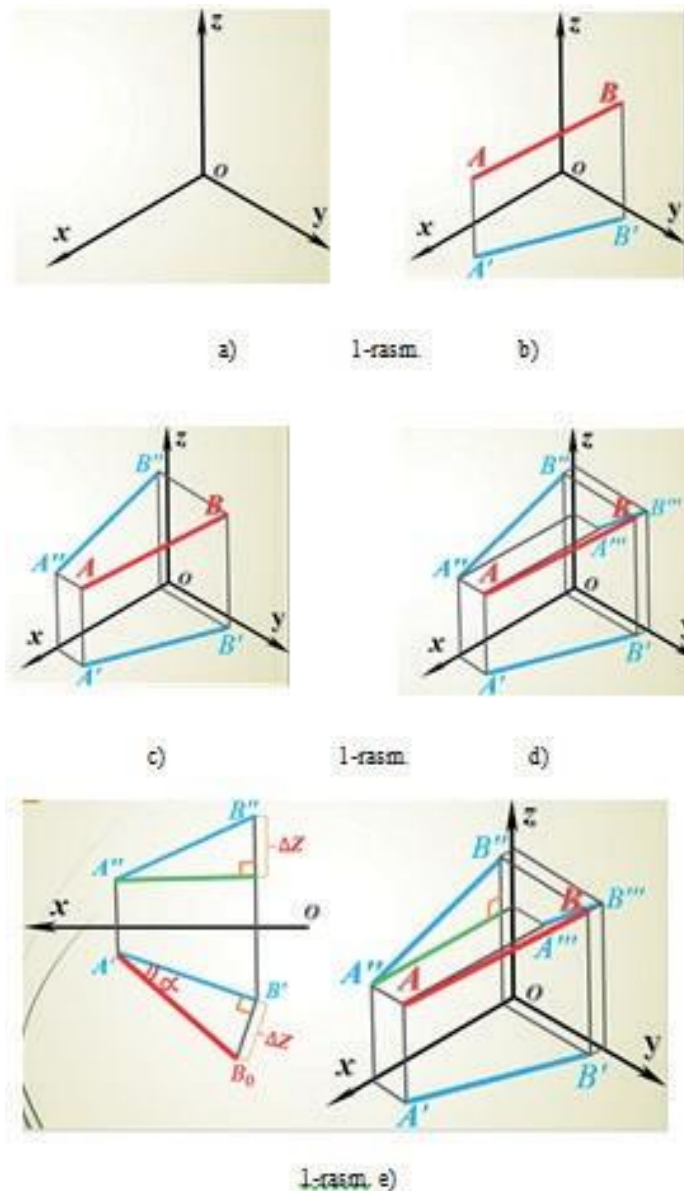 z
o
x
y
z
B
A
o
x
y
B'
A'
a) 1-rasm. b)
z
B''
B
A''
A
o
x
y
B'
A'
z
B''
B B'''
A'''
A''
A
o
x
y
B'
A'
c) 1-rasm. d)
B''
ΔZ
A''
x
o
A'
α
B'
ΔZ
B₀
z
B''
B B'''
A'''
A''
A
o
x
y
B'
A'
1-rasm. e)